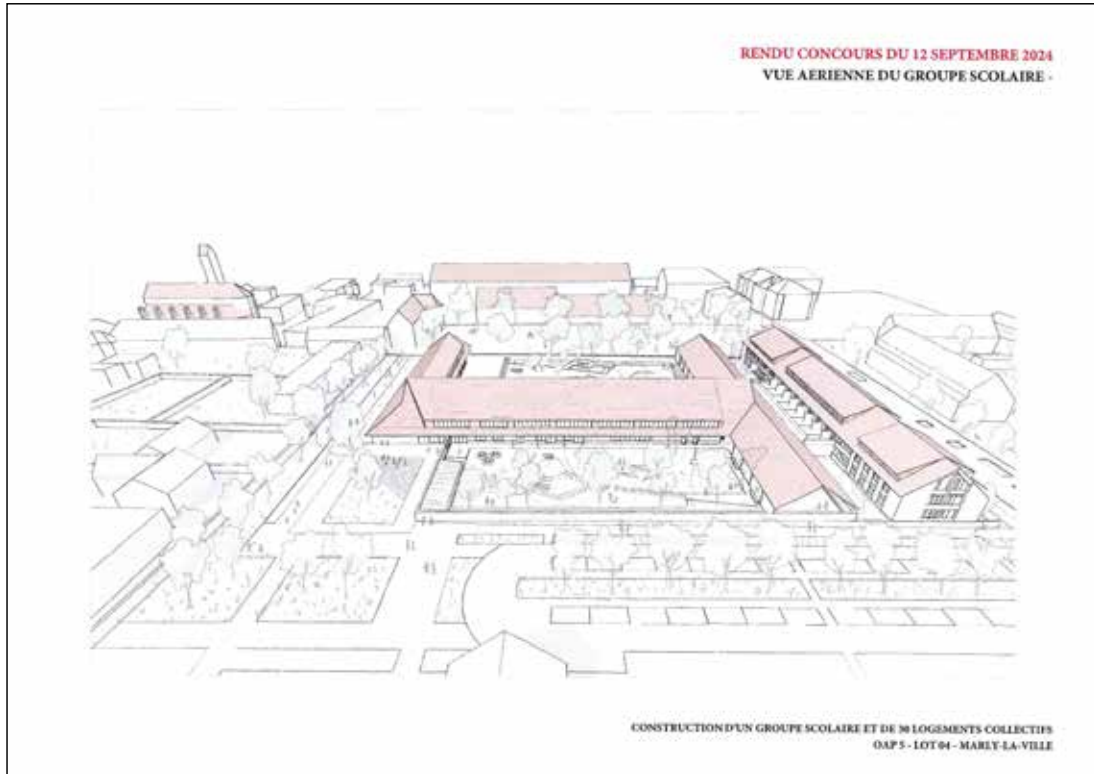 RENDU CONCOURS DU 12 SEPTEMBRE 2024
VUE AERIENNE DU GROUPE SCOLAIRE -
CONSTRUCTION D'UN GROUPE SCOLAIRE ET DE 30 LOGEMENTS COLLECTIFS
OAP 5 - LOT 04 - MARLY-LA-VILLE